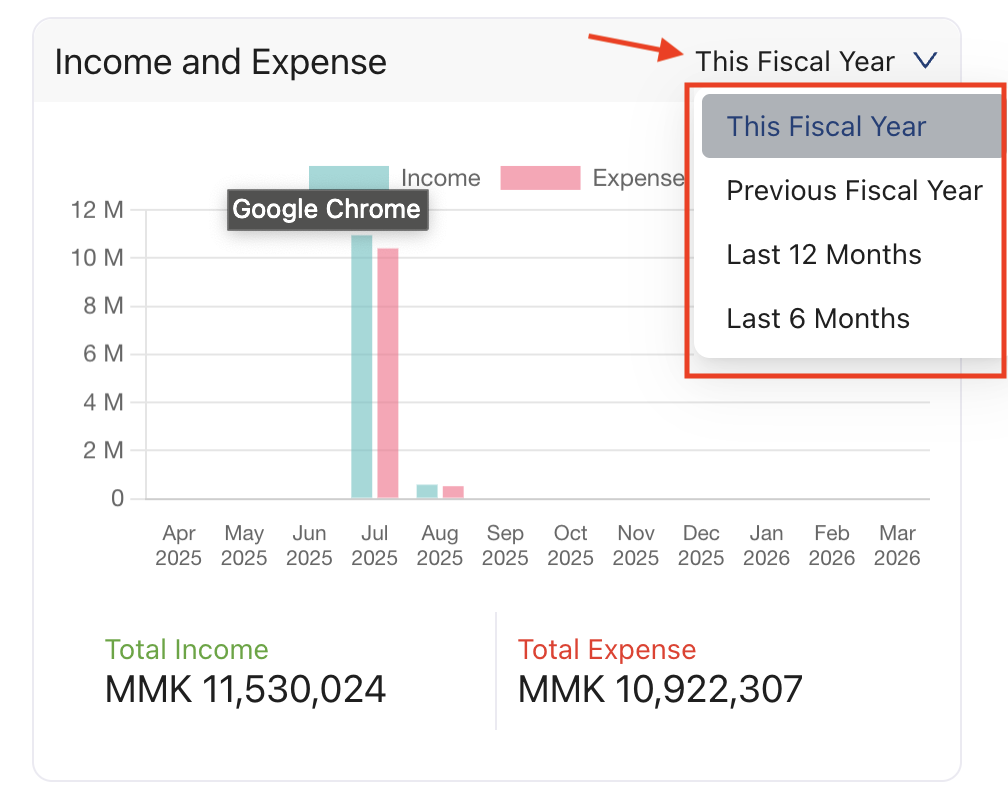 Income and Expense
This Fiscal Year
This Fiscal Year
Previous Fiscal Year
Last 12 Months
Last 6 Months
Income
Expense
Google Chrome
12 M
10 M
8 M
6 M
4 M
2 M
0
Apr 2025
May 2025
Jun 2025
Jul 2025
Aug 2025
Sep 2025
Oct 2025
Nov 2025
Dec 2025
Jan 2026
Feb 2026
Mar 2026
Total Income
MMK 11,530,024
Total Expense
MMK 10,922,307